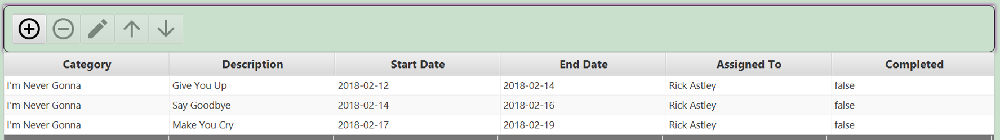 Category Description Start Date End Date Assigned To Completed
I'm Never Gonna Give You Up 2018-02-12 2018-02-14 Rick Astley false
I'm Never Gonna Say Goodbye 2018-02-14 2018-02-16 Rick Astley false
I'm Never Gonna Make You Cry 2018-02-17 2018-02-19 Rick Astley false